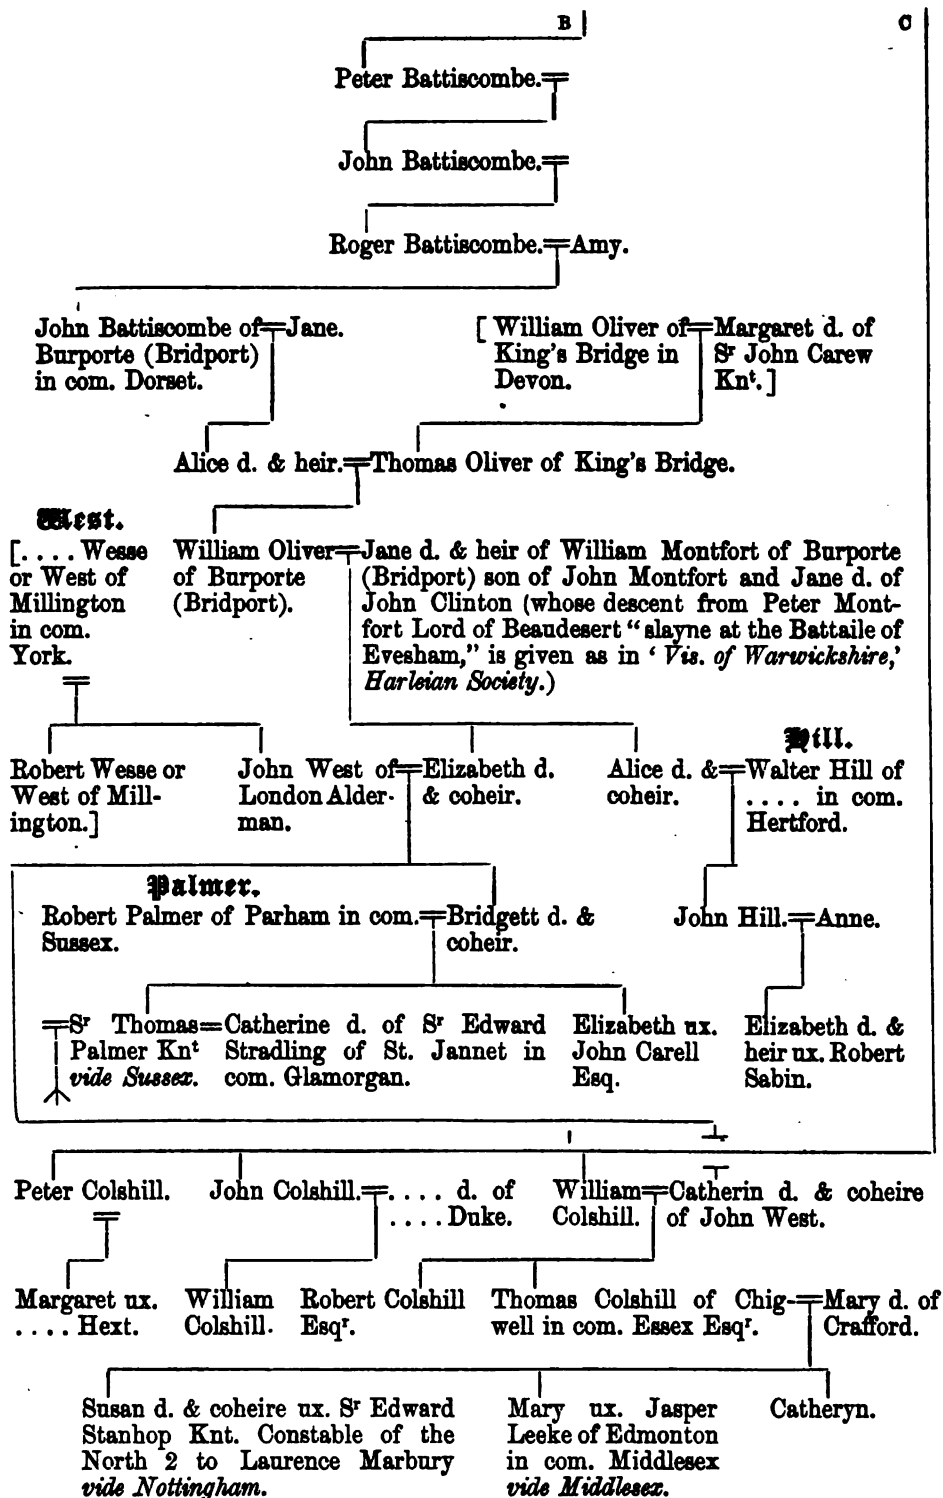 B C
Peter Battiscombe.
John Battiscombe.
Roger Battiscombe. Amy.
John Battiscombe of Jane.
Burporte (Bridport)
in com. Dorset.
[ William Oliver of
King's Bridge in
Devon.
Margaret d. of
Sr John Carew
Knt.]
Alice d. & heir. Thomas Oliver of King's Bridge.
West.
[.... Wesse
or West of
Millington
in com.
York.
William Oliver
of Burporte
(Bridport).
Jane d. & heir of William Montfort of Burporte
(Bridport) son of John Montfort and Jane d. of
John Clinton (whose descent from Peter Mont-
fort Lord of Beaudesert "slayne at the Battaile of
Evesham," is given as in 'Vis. of Warwickshire,'
Harleian Society.)
Robert Wesse or
West of Mill-
ington.]
John West of
London Alder-
man.
Elizabeth d.
& coheir.
Alice d. &
coheir.
Hill.
Walter Hill of
.... in com.
Hertford.
Palmer.
Robert Palmer of Parham in com.
Sussex.
Bridgett d. &
coheir.
John Hill. Anne.
Sr Thomas
Palmer Knt
vide Sussex.
Catherine d. of Sr Edward
Stradling of St. Jannet in
com. Glamorgan.
Elizabeth ux.
John Carell
Esq.
Elizabeth d. &
heir ux. Robert
Sabin.
Peter Colshill.
John Colshill.
.... d. of
.... Duke.
William
Colshill.
Catherin d. & coheire
of John West.
Margaret ux.
.... Hext.
William
Colshill.
Robert Colshill
Esqr.
Thomas Colshill of Chig-
well in com. Essex Esqr.
Mary d. of
Crafford.
Susan d. & coheire ux. Sr Edward
Stanhop Knt. Constable of the
North 2 to Laurence Marbury
vide Nottingham.
Mary ux. Jasper
Leeke of Edmonton
in com. Middlesex
vide Middlesex.
Catheryn.